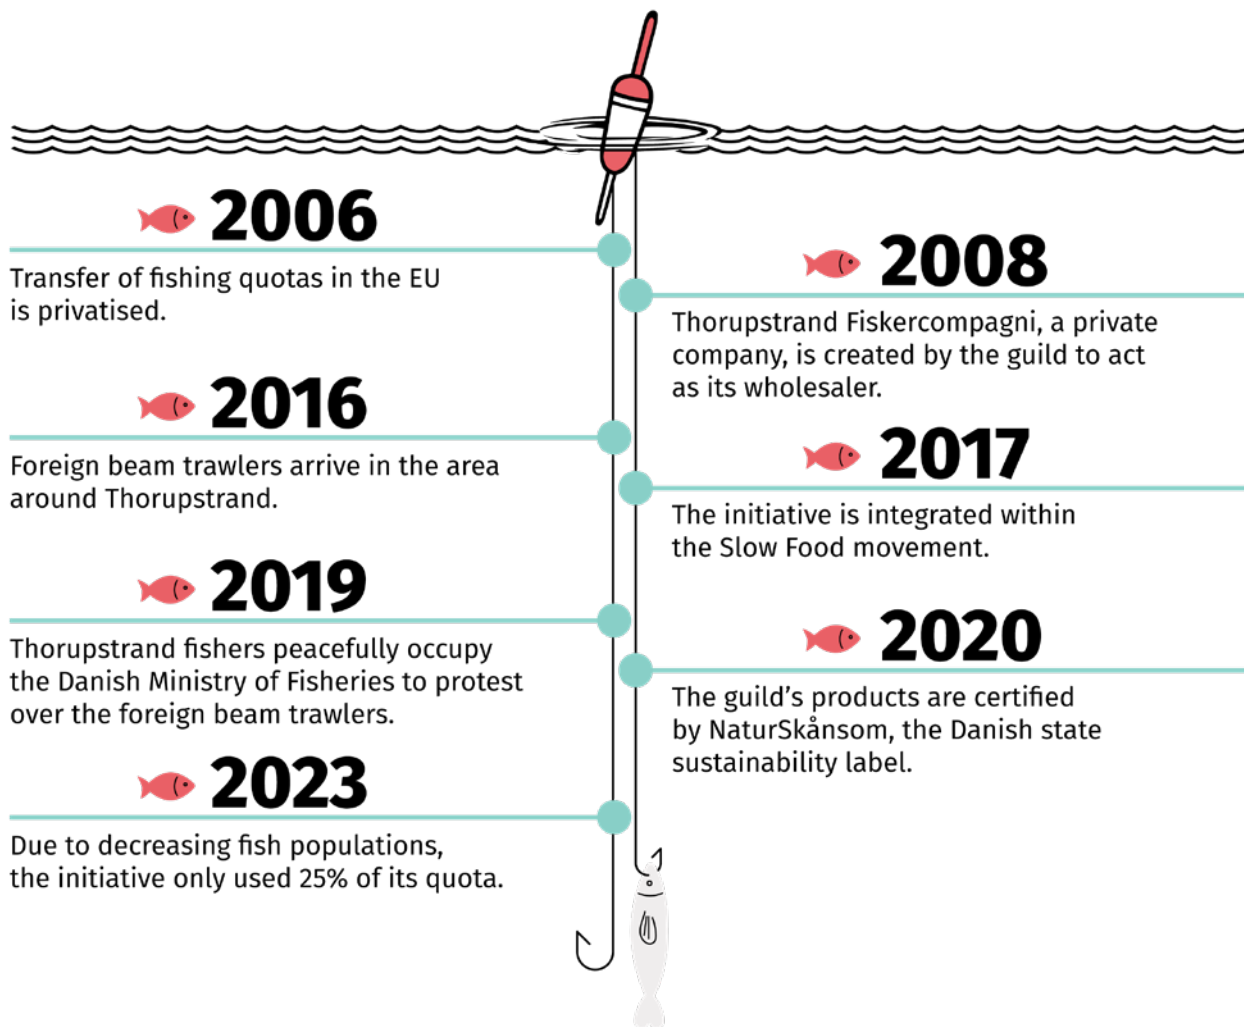 2006
Transfer of fishing quotas in the EU
is privatised.
2008
Thorupstrand Fiskercompagni, a private
company, is created by the guild to act
as its wholesaler.
2016
Foreign beam trawlers arrive in the area
around Thorupstrand.
2017
The initiative is integrated within
the Slow Food movement.
2019
Thorupstrand fishers peacefully occupy
the Danish Ministry of Fisheries to protest
over the foreign beam trawlers.
2020
The guild’s products are certified
by NaturSkånsom, the Danish state
sustainability label.
2023
Due to decreasing fish populations,
the initiative only used 25% of its quota.